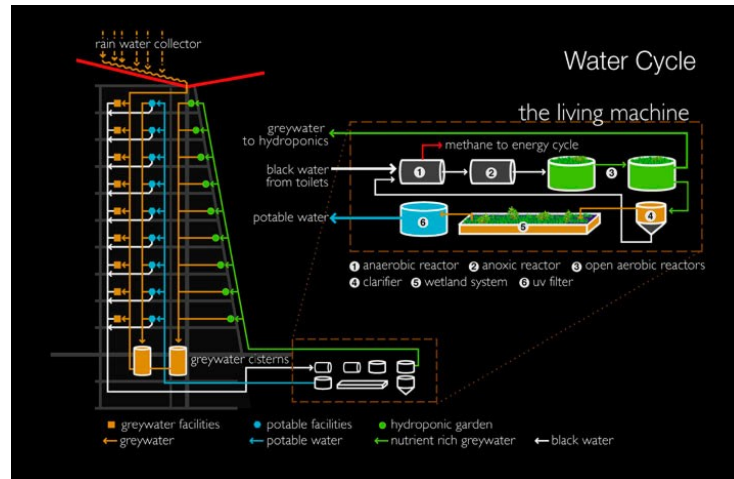 rain water collector
Water Cycle
the living machine
greywater
to hydroponics
methane to energy cycle
black water
from toilets
1
2
3
potable water
6
5
4
1 anaerobic reactor 2 anoxic reactor 3 open aerobic reactors
4 clarifier 5 wetland system 6 uv filter
greywater cisterns
greywater facilities potable facilities hydroponic garden
greywater potable water nutrient rich greywater black water